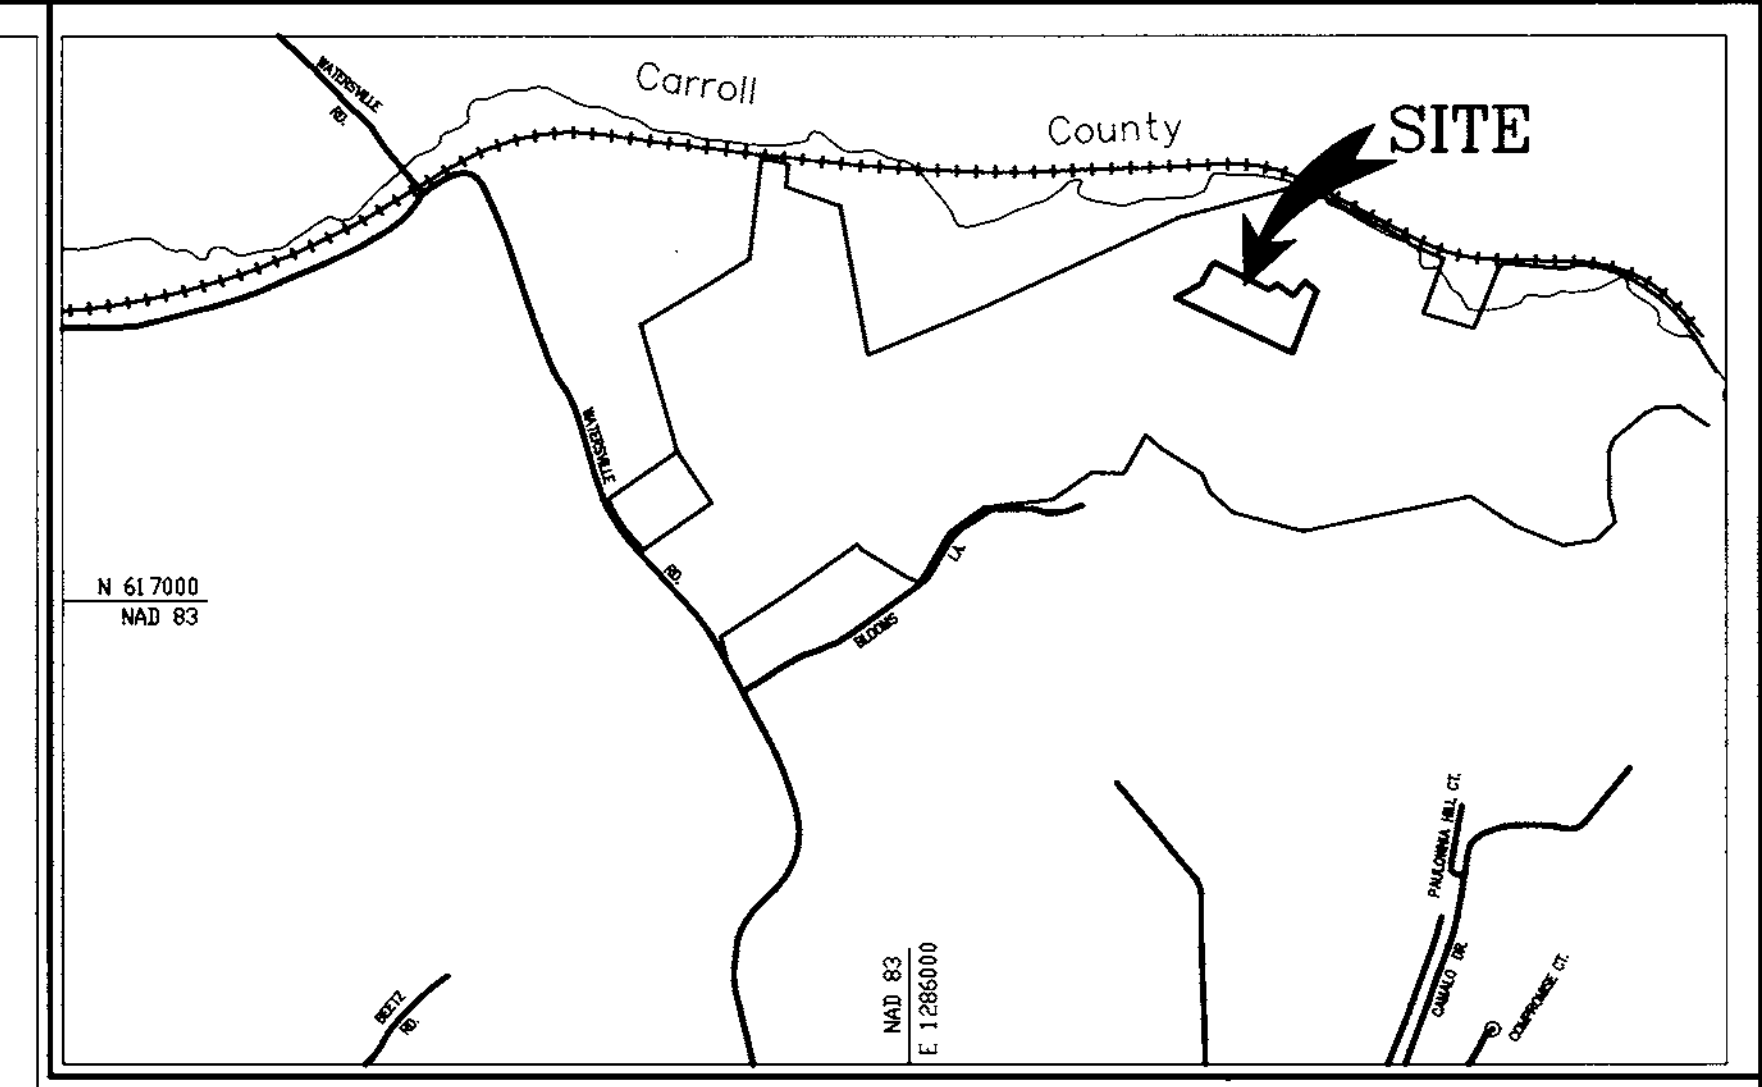 WATERSVILLE
RD.
Carroll
County
SITE
WATERSVILLE
RD.
N 617000
NAD 83
BLOOMS
LA
PAULOWNIA HILL CT.
CAMALO DR.
COMPROMISE CT.
NAD 83
E 1286000
BEETZ
RD.